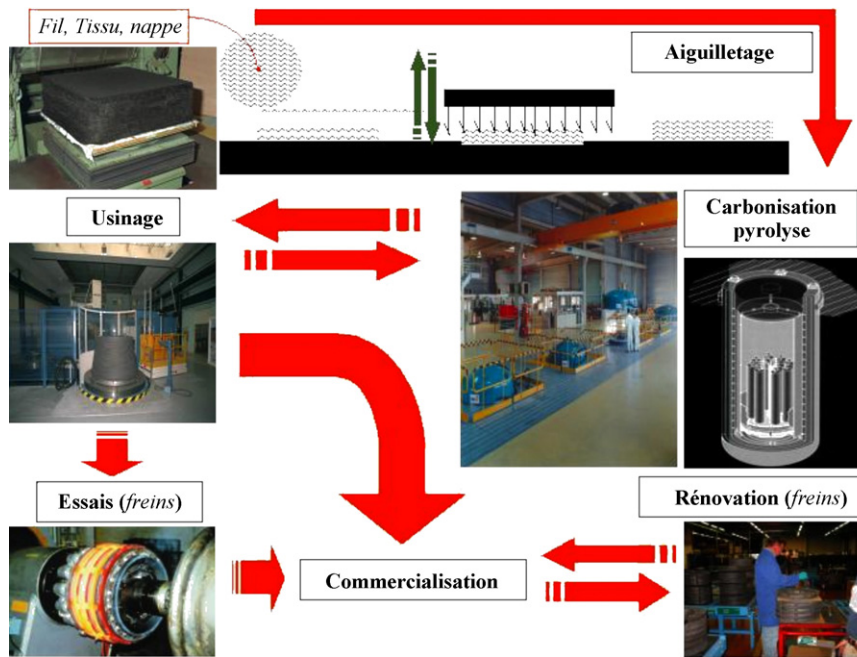 Fil, Tissu, nappe
Aiguilletage
Usinage
Carbonisation
pyrolyse
Essais (freins)
Rénovation (freins)
Commercialisation